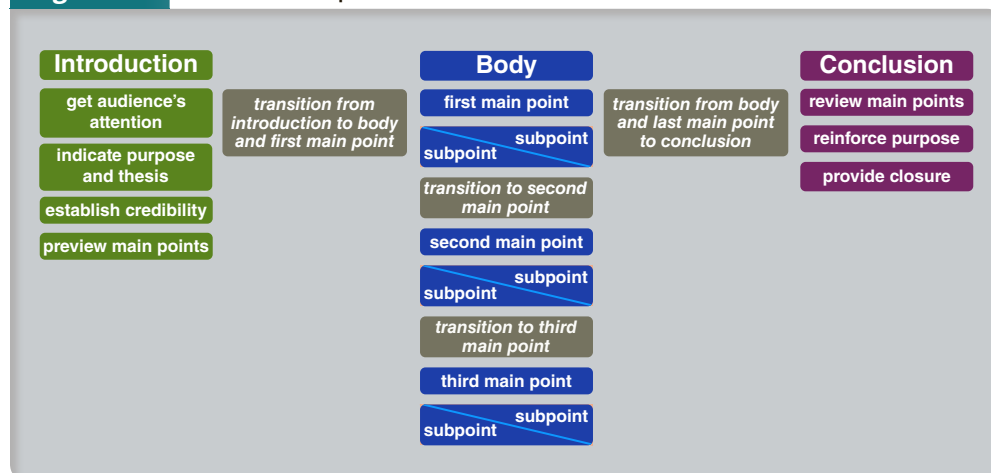 Introduction
get audience's
attention
indicate purpose
and thesis
establish credibility
preview main points
transition from
introduction to body
and first main point
Body
first main point
subpoint
subpoint
transition to second
main point
second main point
subpoint
subpoint
transition to third
main point
third main point
subpoint
subpoint
transition from body
and last main point
to conclusion
Conclusion
review main points
reinforce purpose
provide closure